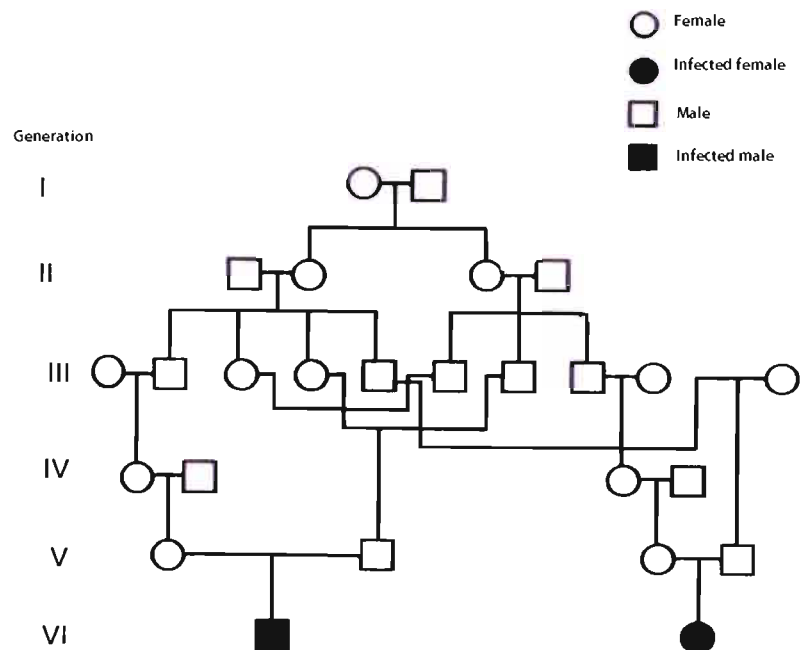 Female
Infected female
Male
Infected male
Generation
I
II
III
IV
V
VI